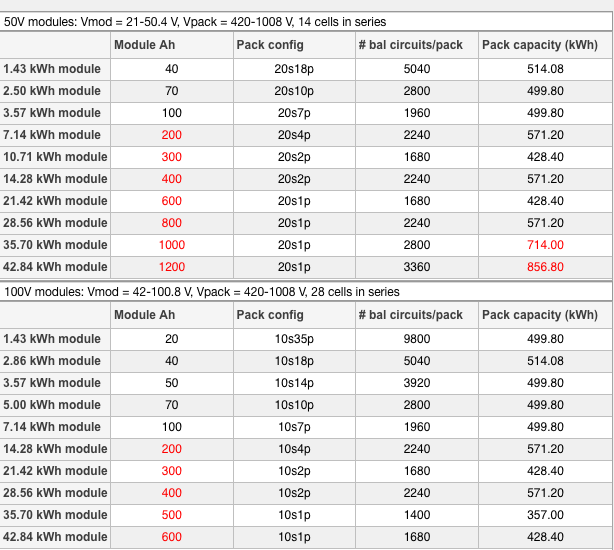 50V modules: Vmod = 21-50.4 V, Vpack = 420-1008 V, 14 cells in series
Module Ah Pack config # bal circuits/pack Pack capacity (kWh)
1.43 kWh module 40 20s18p 5040 514.08
2.50 kWh module 70 20s10p 2800 499.80
3.57 kWh module 100 20s7p 1960 499.80
7.14 kWh module 200 20s4p 2240 571.20
10.71 kWh module 300 20s2p 1680 428.40
14.28 kWh module 400 20s2p 2240 571.20
21.42 kWh module 600 20s1p 1680 428.40
28.56 kWh module 800 20s1p 2240 571.20
35.70 kWh module 1000 20s1p 2800 714.00
42.84 kWh module 1200 20s1p 3360 856.80
100V modules: Vmod = 42-100.8 V, Vpack = 420-1008 V, 28 cells in series
Module Ah Pack config # bal circuits/pack Pack capacity (kWh)
1.43 kWh module 20 10s35p 9800 499.80
2.86 kWh module 40 10s18p 5040 514.08
3.57 kWh module 50 10s14p 3920 499.80
5.00 kWh module 70 10s10p 2800 499.80
7.14 kWh module 100 10s7p 1960 499.80
14.28 kWh module 200 10s4p 2240 571.20
21.42 kWh module 300 10s2p 1680 428.40
28.56 kWh module 400 10s2p 2240 571.20
35.70 kWh module 500 10s1p 1400 357.00
42.84 kWh module 600 10s1p 1680 428.40